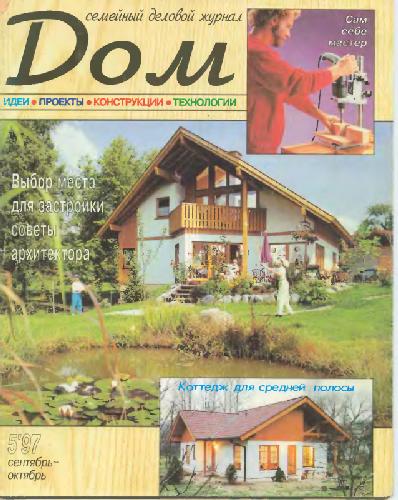 семейный деловой журнал
Дом
ИДЕИ • ПРОЕКТЫ • КОНСТРУКЦИИ • ТЕХНОЛОГИИ
Сам
себе
мастер
Выбор места
для застройки
советы
архитектора
Коттедж для средней полосы
5'97
сентябрь-
октябрь